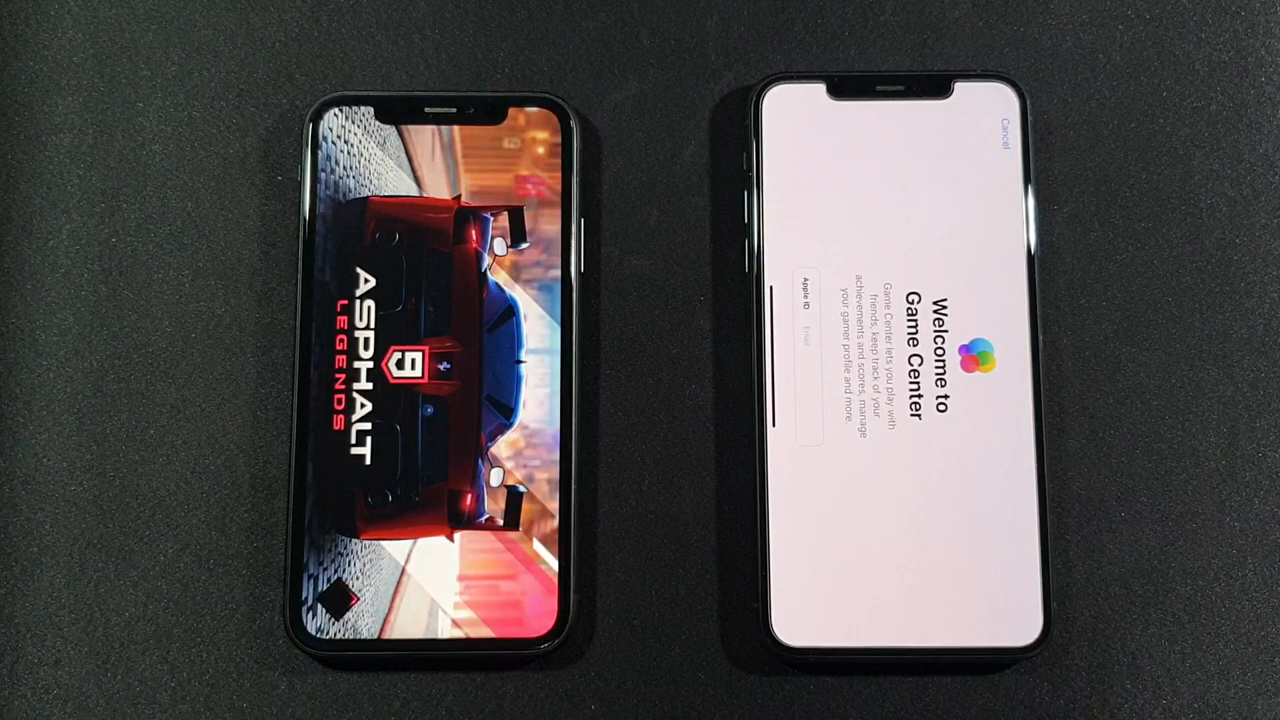 9
ASPHALT
LEGENDS
Cancel
Welcome to
Game Center
Game Center lets you play with
friends, keep track of your
achievements and scores, manage
your gamer profile and more.
Apple ID Email